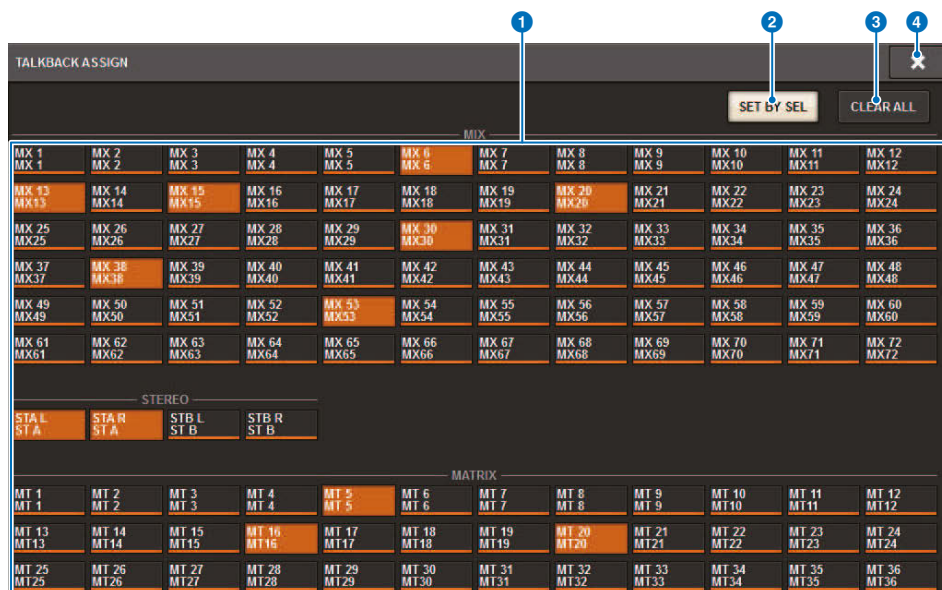 1 2 3 4
TALKBACK ASSIGN
SET BY SEL CLEAR ALL
MIX
MX 1 MX 2 MX 3 MX 4 MX 5 MX 6 MX 7 MX 8 MX 9 MX 10 MX 11 MX 12
MX 1 MX 2 MX 3 MX 4 MX 5 MX 6 MX 7 MX 8 MX 9 MX10 MX11 MX12
MX 13 MX 14 MX 15 MX 16 MX 17 MX 18 MX 19 MX 20 MX 21 MX 22 MX 23 MX 24
MX13 MX14 MX15 MX16 MX17 MX18 MX19 MX20 MX21 MX22 MX23 MX24
MX 25 MX 26 MX 27 MX 28 MX 29 MX 30 MX 31 MX 32 MX 33 MX 34 MX 35 MX 36
MX25 MX26 MX27 MX28 MX29 MX30 MX31 MX32 MX33 MX34 MX35 MX36
MX 37 MX 38 MX 39 MX 40 MX 41 MX 42 MX 43 MX 44 MX 45 MX 46 MX 47 MX 48
MX37 MX38 MX39 MX40 MX41 MX42 MX43 MX44 MX45 MX46 MX47 MX48
MX 49 MX 50 MX 51 MX 52 MX 53 MX 54 MX 55 MX 56 MX 57 MX 58 MX 59 MX 60
MX49 MX50 MX51 MX52 MX53 MX54 MX55 MX56 MX57 MX58 MX59 MX60
MX 61 MX 62 MX 63 MX 64 MX 65 MX 66 MX 67 MX 68 MX 69 MX 70 MX 71 MX 72
MX61 MX62 MX63 MX64 MX65 MX66 MX67 MX68 MX69 MX70 MX71 MX72
STEREO
STA L STA R STB L STB R
ST A ST A ST B ST B
MATRIX
MT 1 MT 2 MT 3 MT 4 MT 5 MT 6 MT 7 MT 8 MT 9 MT 10 MT 11 MT 12
MT 1 MT 2 MT 3 MT 4 MT 5 MT 6 MT 7 MT 8 MT 9 MT10 MT11 MT12
MT 13 MT 14 MT 15 MT 16 MT 17 MT 18 MT 19 MT 20 MT 21 MT 22 MT 23 MT 24
MT13 MT14 MT15 MT16 MT17 MT18 MT19 MT20 MT21 MT22 MT23 MT24
MT 25 MT 26 MT 27 MT 28 MT 29 MT 30 MT 31 MT 32 MT 33 MT 34 MT 35 MT 36
MT25 MT26 MT27 MT28 MT29 MT30 MT31 MT32 MT33 MT34 MT35 MT36